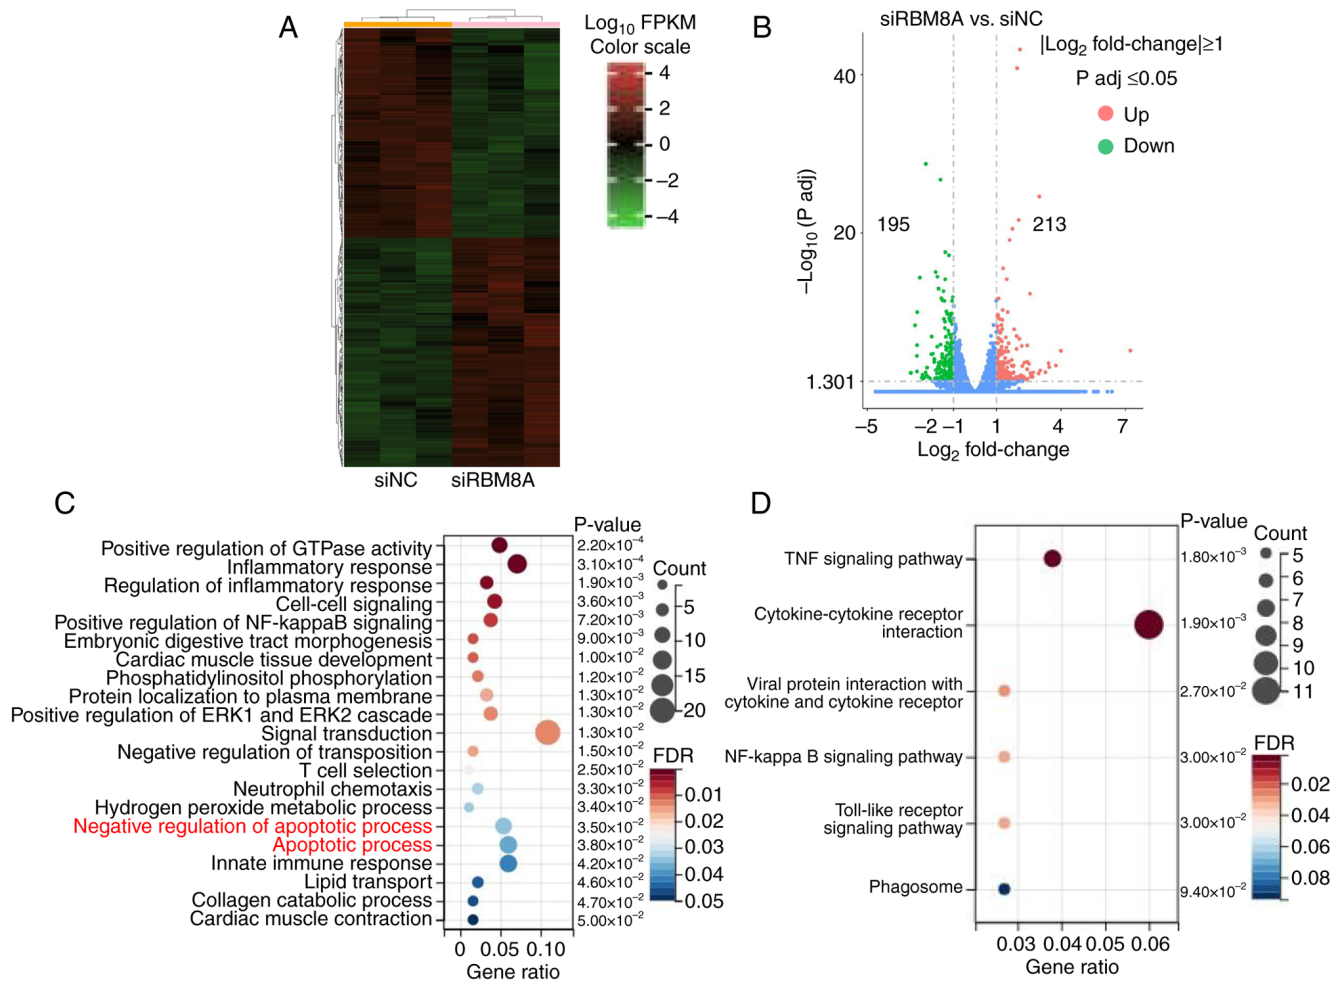 A
Log10 FPKM
Color scale
4
2
0
−2
−4
siNC
siRBM8A
B
siRBM8A vs. siNC
|Log2 fold-change|≥1
P adj ≤0.05
Up
Down
−Log10 (P adj)
40
20
1.301
195
213
−5
−2
−1
1
4
7
Log2 fold-change
C
P-value
Positive regulation of GTPase activity 2.20×10−4
Inflammatory response 3.10×10−4
Regulation of inflammatory response 1.90×10−3
Cell-cell signaling 3.60×10−3
Positive regulation of NF-kappaB signaling 7.20×10−3
Embryonic digestive tract morphogenesis 9.00×10−3
Cardiac muscle tissue development 1.00×10−2
Phosphatidylinositol phosphorylation 1.20×10−2
Protein localization to plasma membrane 1.30×10−2
Positive regulation of ERK1 and ERK2 cascade 1.30×10−2
Signal transduction 1.30×10−2
Negative regulation of transposition 1.50×10−2
T cell selection 2.50×10−2
Neutrophil chemotaxis 3.30×10−2
Hydrogen peroxide metabolic process 3.40×10−2
Negative regulation of apoptotic process 3.50×10−2
Apoptotic process 3.80×10−2
Innate immune response 4.20×10−2
Lipid transport 4.60×10−2
Collagen catabolic process 4.70×10−2
Cardiac muscle contraction 5.00×10−2
0 0.05 0.10
Gene ratio
Count
5
10
15
20
FDR
0.01
0.02
0.03
0.04
0.05
D
P-value
TNF signaling pathway 1.80×10−3
Cytokine-cytokine receptor
interaction 1.90×10−3
Viral protein interaction with
cytokine and cytokine receptor 2.70×10−2
NF-kappa B signaling pathway 3.00×10−2
Toll-like receptor
signaling pathway 3.00×10−2
Phagosome 9.40×10−2
0.03 0.04 0.05 0.06
Gene ratio
Count
5
6
7
8
9
10
11
FDR
0.02
0.04
0.06
0.08